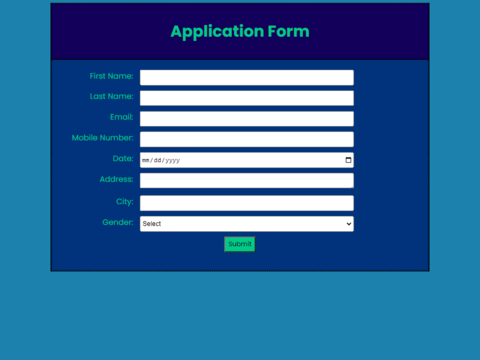 Application Form
First Name:
Last Name:
Email:
Mobile Number:
Date: mm/dd/yyyy
Address:
City:
Gender: Select
Submit